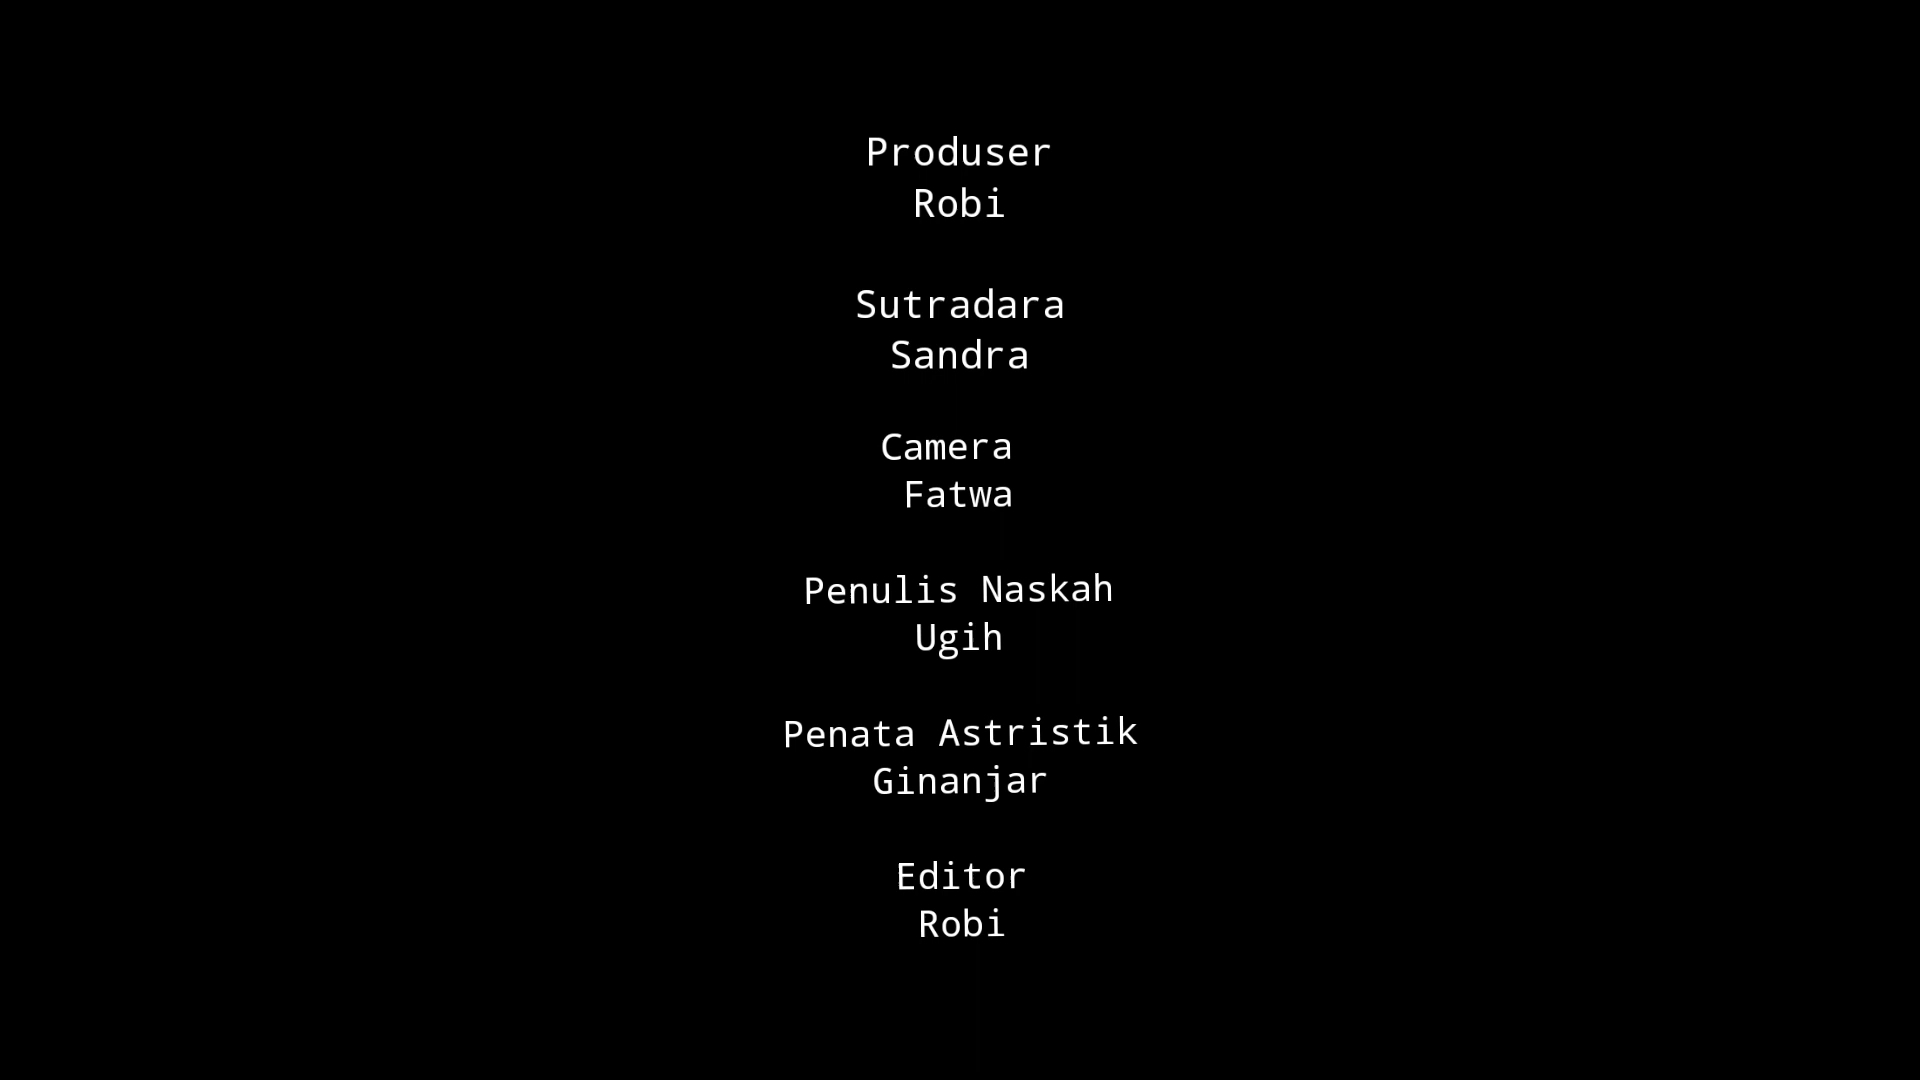 Produser
Robi
Sutradara
Sandra
Camera
Fatwa
Penulis Naskah
Ugih
Penata Astristik
Ginanjar
Editor
Robi